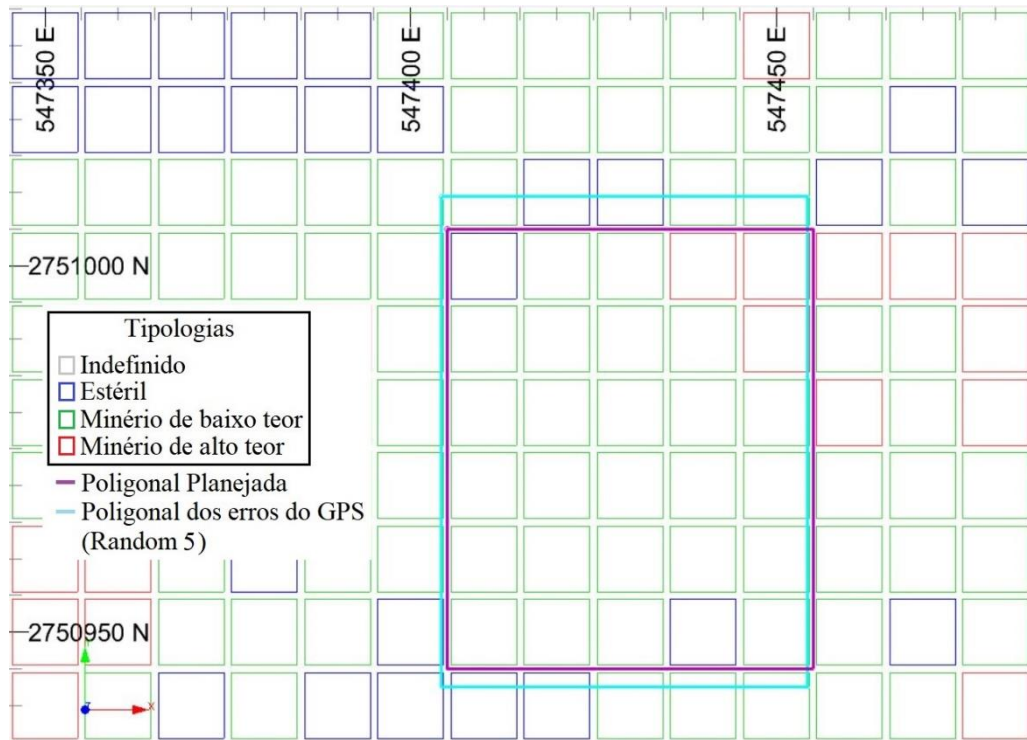 547350 E
547400 E
547450 E
2751000 N
Tipologias
Indefinido
Estéril
Minério de baixo teor
Minério de alto teor
Poligonal Planejada
Poligonal dos erros do GPS
(Random 5)
2750950 N
X